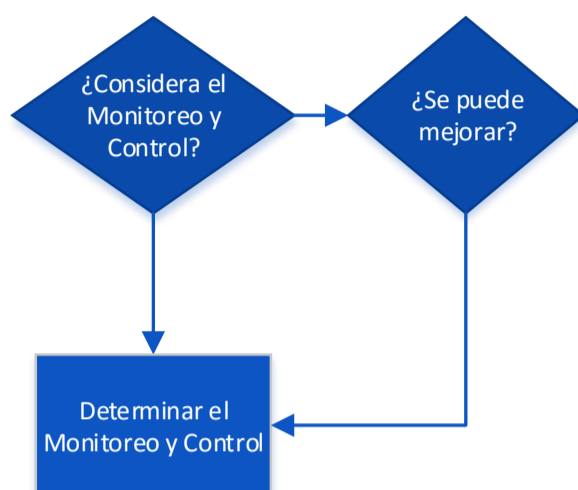 ¿Considera el
Monitoreo y
Control?
¿Se puede
mejorar?
Determinar el
Monitoreo y Control